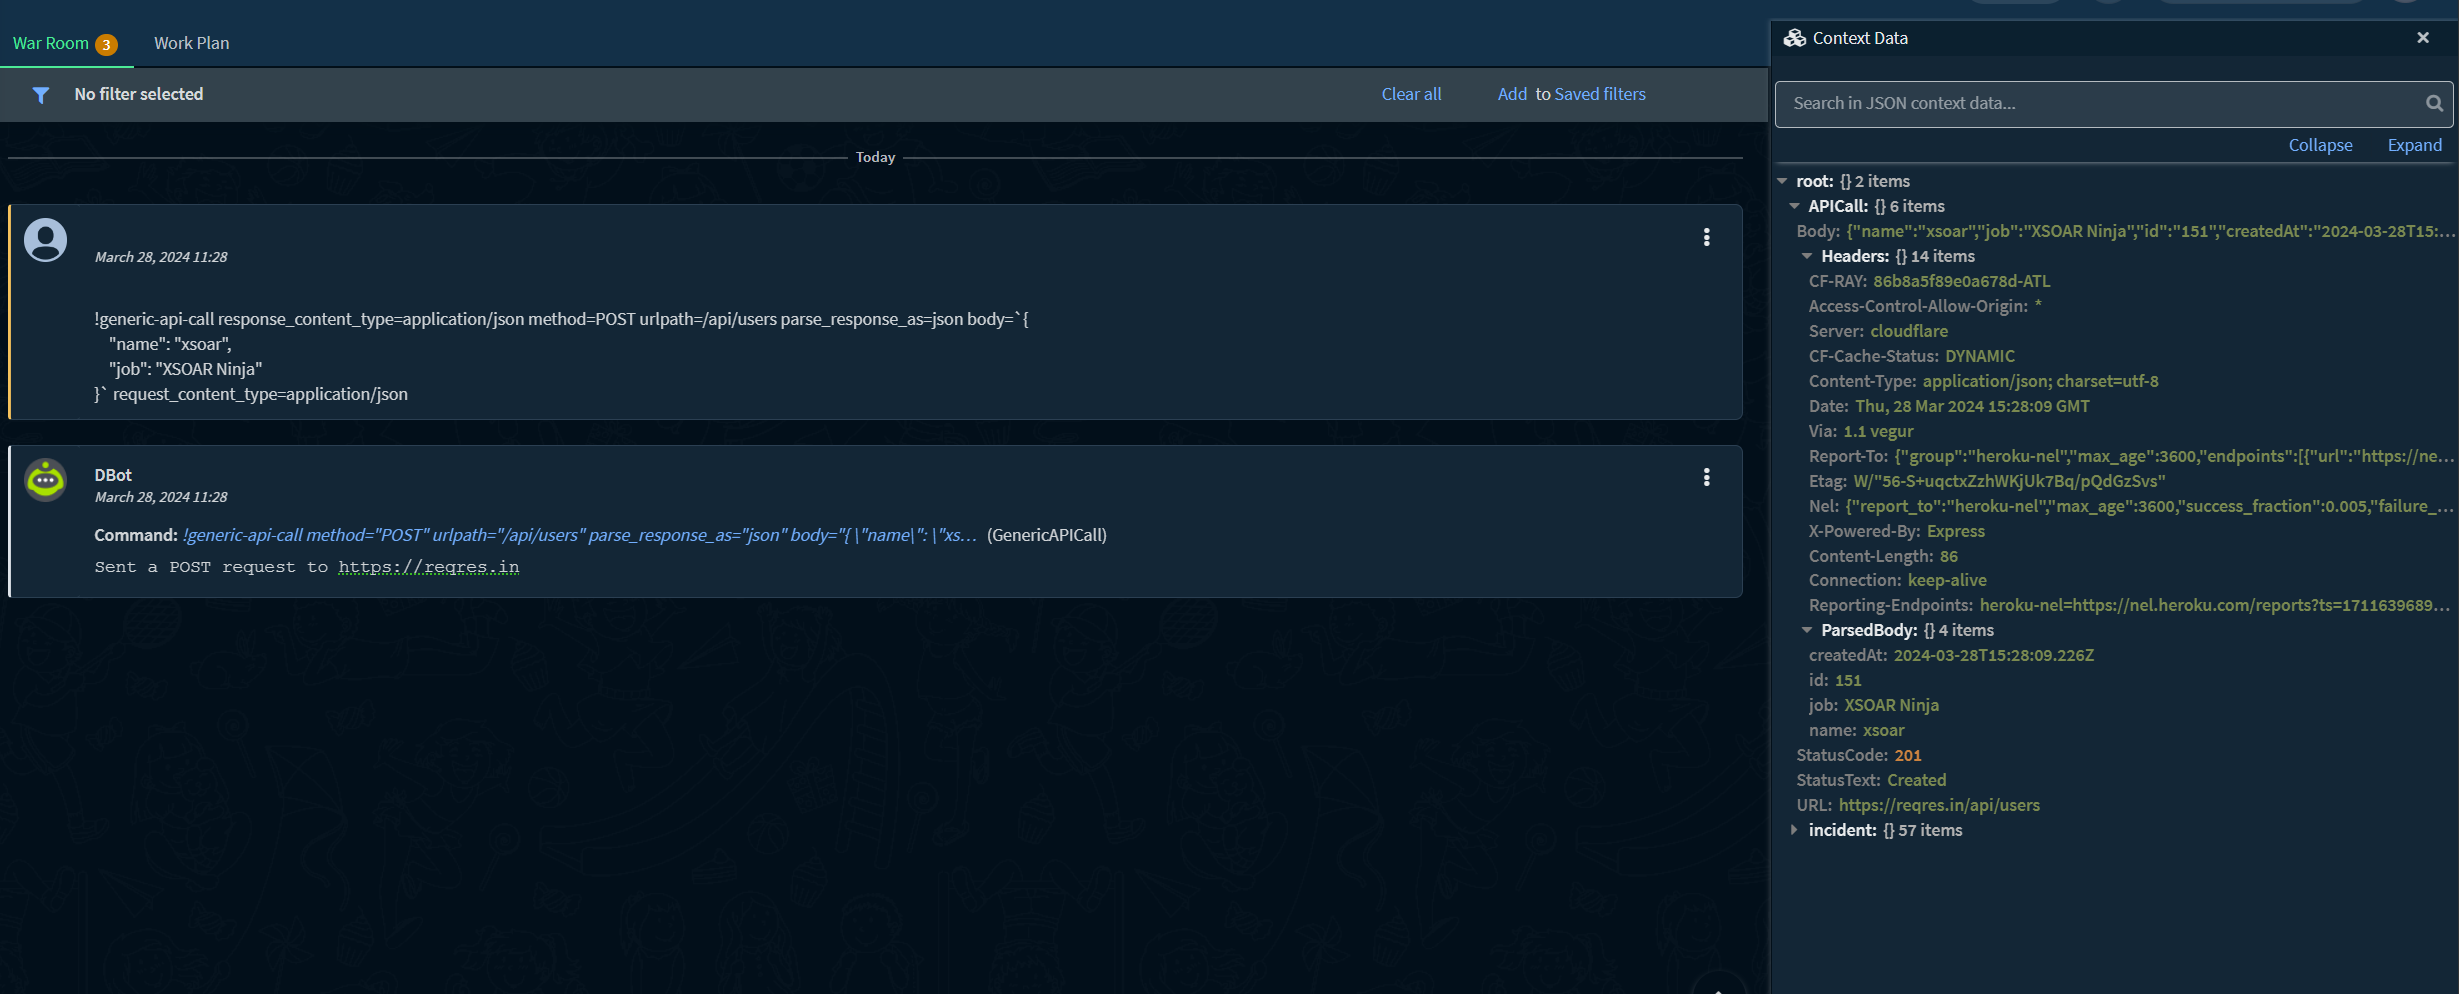 War Room 3 Work Plan
No filter selected Clear all Add to Saved filters
Today
March 28, 2024 11:28
!generic-api-call response_content_type=application/json method=POST urlpath=/api/users parse_response_as=json body=`{
"name": "xsoar",
"job": "XSOAR Ninja"
}` request_content_type=application/json
DBot
March 28, 2024 11:28
Command: !generic-api-call method="POST" urlpath="/api/users" parse_response_as="json" body="{ \"name\": \"xs… (GenericAPICall)
Sent a POST request to https://reqres.in
Context Data
Search in JSON context data...
Collapse Expand
root: {} 2 items
APICall: {} 6 items
Body: {"name":"xsoar","job":"XSOAR Ninja","id":"151","createdAt":"2024-03-28T15:…
Headers: {} 14 items
CF-RAY: 86b8a5f89e0a678d-ATL
Access-Control-Allow-Origin: *
Server: cloudflare
CF-Cache-Status: DYNAMIC
Content-Type: application/json; charset=utf-8
Date: Thu, 28 Mar 2024 15:28:09 GMT
Via: 1.1 vegur
Report-To: {"group":"heroku-nel","max_age":3600,"endpoints":[{"url":"https://ne…
Etag: W/"56-S+uqctxZzhWKjUk7Bq/pQdGzSvs"
Nel: {"report_to":"heroku-nel","max_age":3600,"success_fraction":0.005,"failure_…
X-Powered-By: Express
Content-Length: 86
Connection: keep-alive
Reporting-Endpoints: heroku-nel=https://nel.heroku.com/reports?ts=1711639689…
ParsedBody: {} 4 items
createdAt: 2024-03-28T15:28:09.226Z
id: 151
job: XSOAR Ninja
name: xsoar
StatusCode: 201
StatusText: Created
URL: https://reqres.in/api/users
incident: {} 57 items